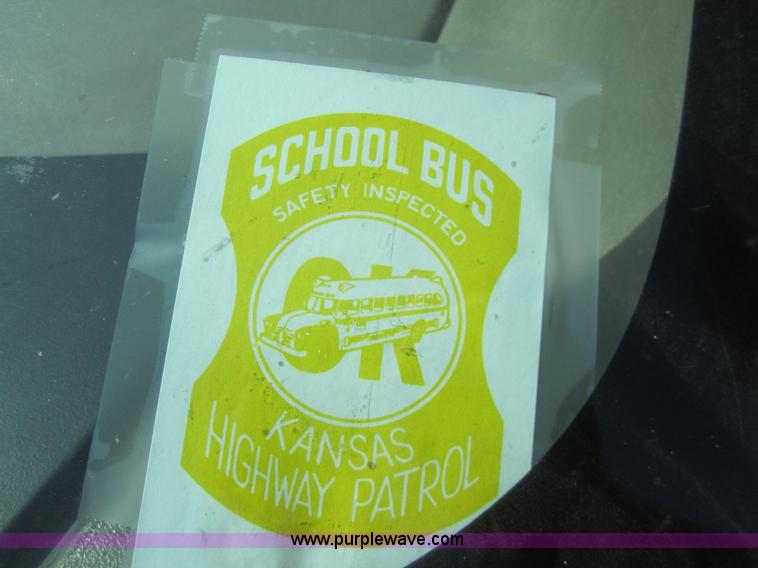 SCHOOL BUS
SAFETY INSPECTED
OK
KANSAS
HIGHWAY PATROL
www.purplewave.com